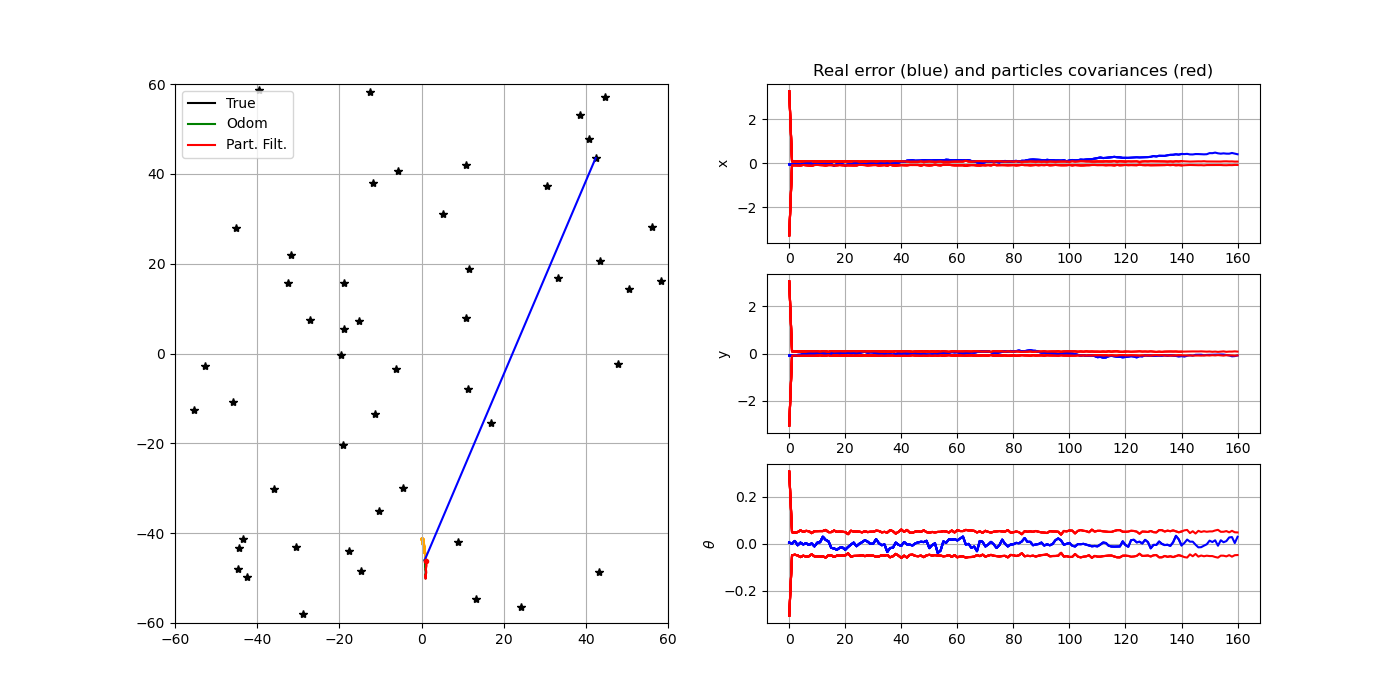 Real error (blue) and particles covariances (red)
True
Odom
Part. Filt.
60
40
20
0
−20
−40
−60
−60 −40 −20 0 20 40 60
x
2
0
−2
0 20 40 60 80 100 120 140 160
y
2
0
−2
0 20 40 60 80 100 120 140 160
θ
0.2
0.0
−0.2
0 20 40 60 80 100 120 140 160